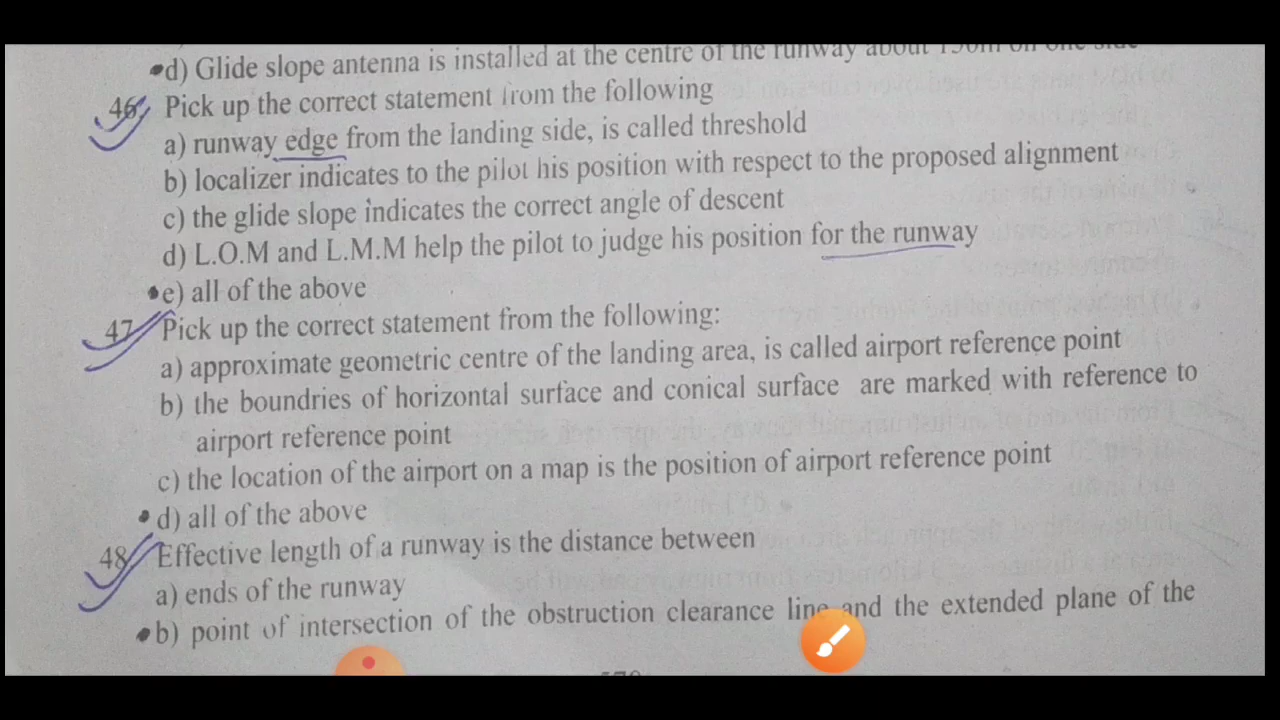 •d) Glide slope antenna is installed at the centre of the runway about 150m on one side
46. Pick up the correct statement from the following
a) runway edge from the landing side, is called threshold
b) localizer indicates to the pilot his position with respect to the proposed alignment
c) the glide slope indicates the correct angle of descent
d) L.O.M and L.M.M help the pilot to judge his position for the runway
•e) all of the above
47. Pick up the correct statement from the following:
a) approximate geometric centre of the landing area, is called airport reference point
b) the boundries of horizontal surface and conical surface are marked with reference to
airport reference point
c) the location of the airport on a map is the position of airport reference point
•d) all of the above
48. Effective length of a runway is the distance between
a) ends of the runway
•b) point of intersection of the obstruction clearance line and the extended plane of the